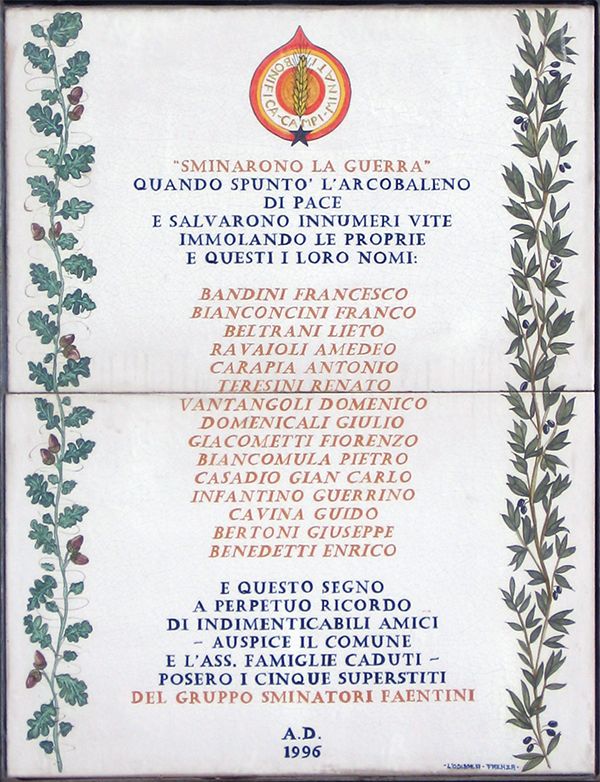 BONIFICA-CAMPI-MINATI
"SMINARONO LA GUERRA"
QUANDO SPUNTO' L'ARCOBALENO
DI PACE
E SALVARONO INNUMERI VITE
IMMOLANDO LE PROPRIE
E QUESTI I LORO NOMI:
BANDINI FRANCESCO
BIANCONCINI FRANCO
BELTRANI LIETO
RAVAIOLI AMEDEO
CARAPIA ANTONIO
TERESINI RENATO
VANTANGOLI DOMENICO
DOMENICALI GIULIO
GIACOMETTI FIORENZO
BIANCOMULA PIETRO
CASADIO GIAN CARLO
INFANTINO GUERRINO
CAVINA GUIDO
BERTONI GIUSEPPE
BENEDETTI ENRICO
E QUESTO SEGNO
A PERPETUO RICORDO
DI INDIMENTICABILI AMICI
- AUSPICE IL COMUNE
E L'ASS. FAMIGLIE CADUTI -
POSERO I CINQUE SUPERSTITI
DEL GRUPPO SMINATORI FAENTINI
A.D.
1996